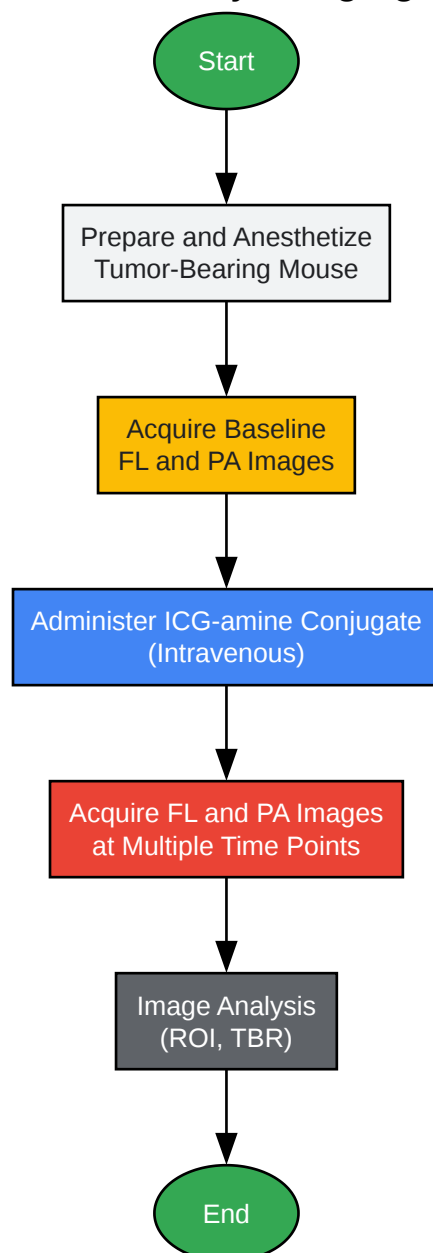 Start
Prepare and Anesthetize
Tumor-Bearing Mouse
Acquire Baseline
FL and PA Images
Administer ICG-amine Conjugate
(Intravenous)
Acquire FL and PA Images
at Multiple Time Points
Image Analysis
(ROI, TBR)
End